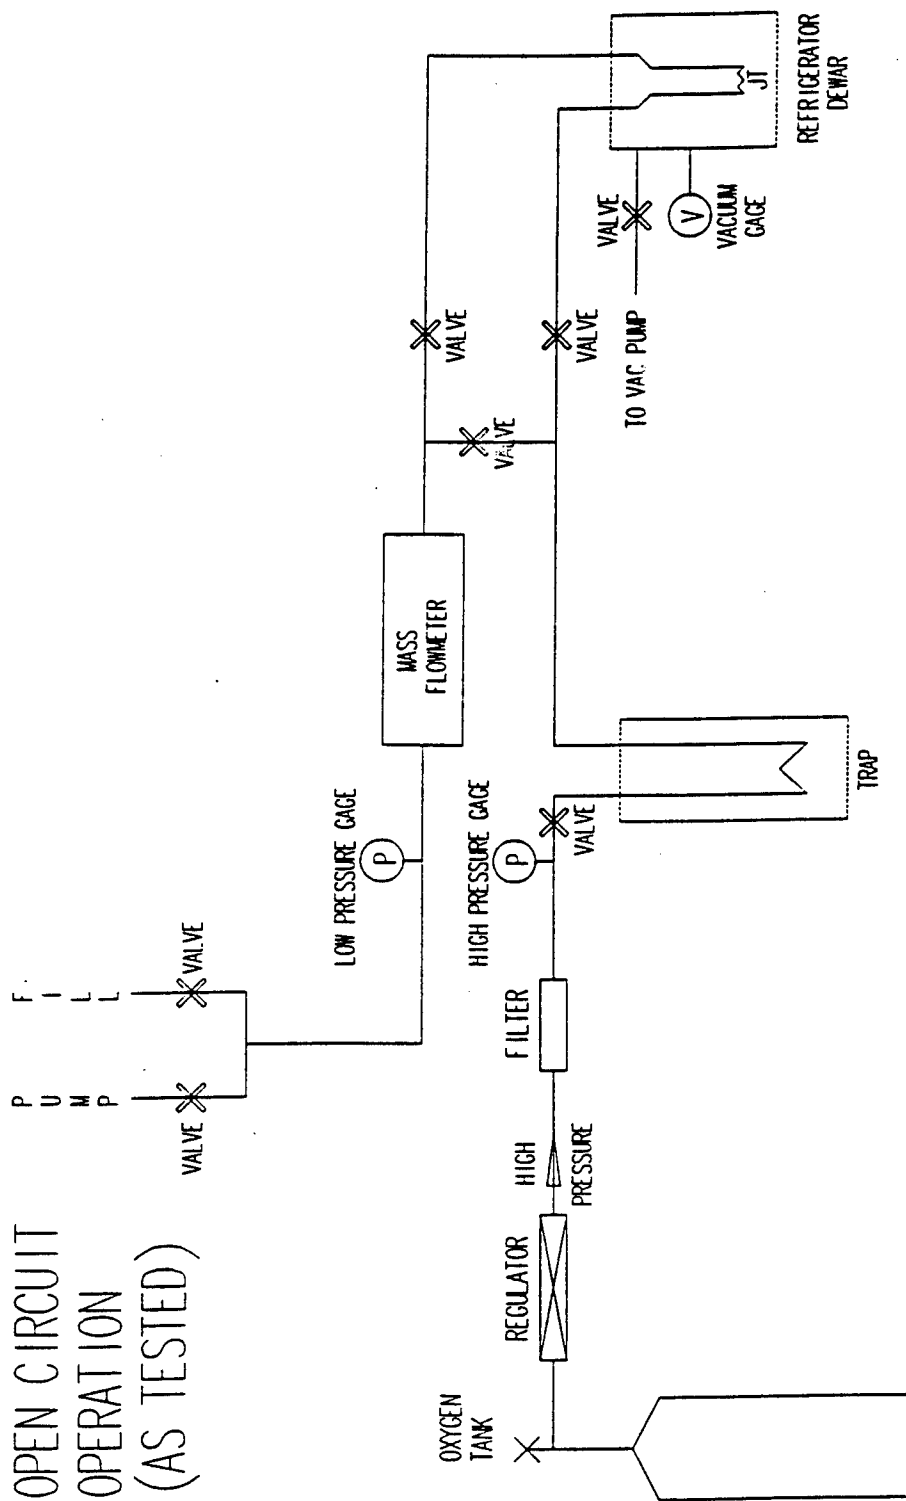 OPEN CIRCUIT
OPERATION
(AS TESTED)
PUMP
FILL
VALVE
VALVE
LOW PRESSURE GAGE
P
MASS
FLOWMETER
VALVE
VALVE
VALVE
OXYGEN
TANK
REGULATOR
HIGH
PRESSURE
FILTER
HIGH PRESSURE GAGE
P
VALVE
TRAP
TO VAC PUMP
VALVE
V
VACUUM
GAGE
JT
REFRIGERATOR
DEWAR